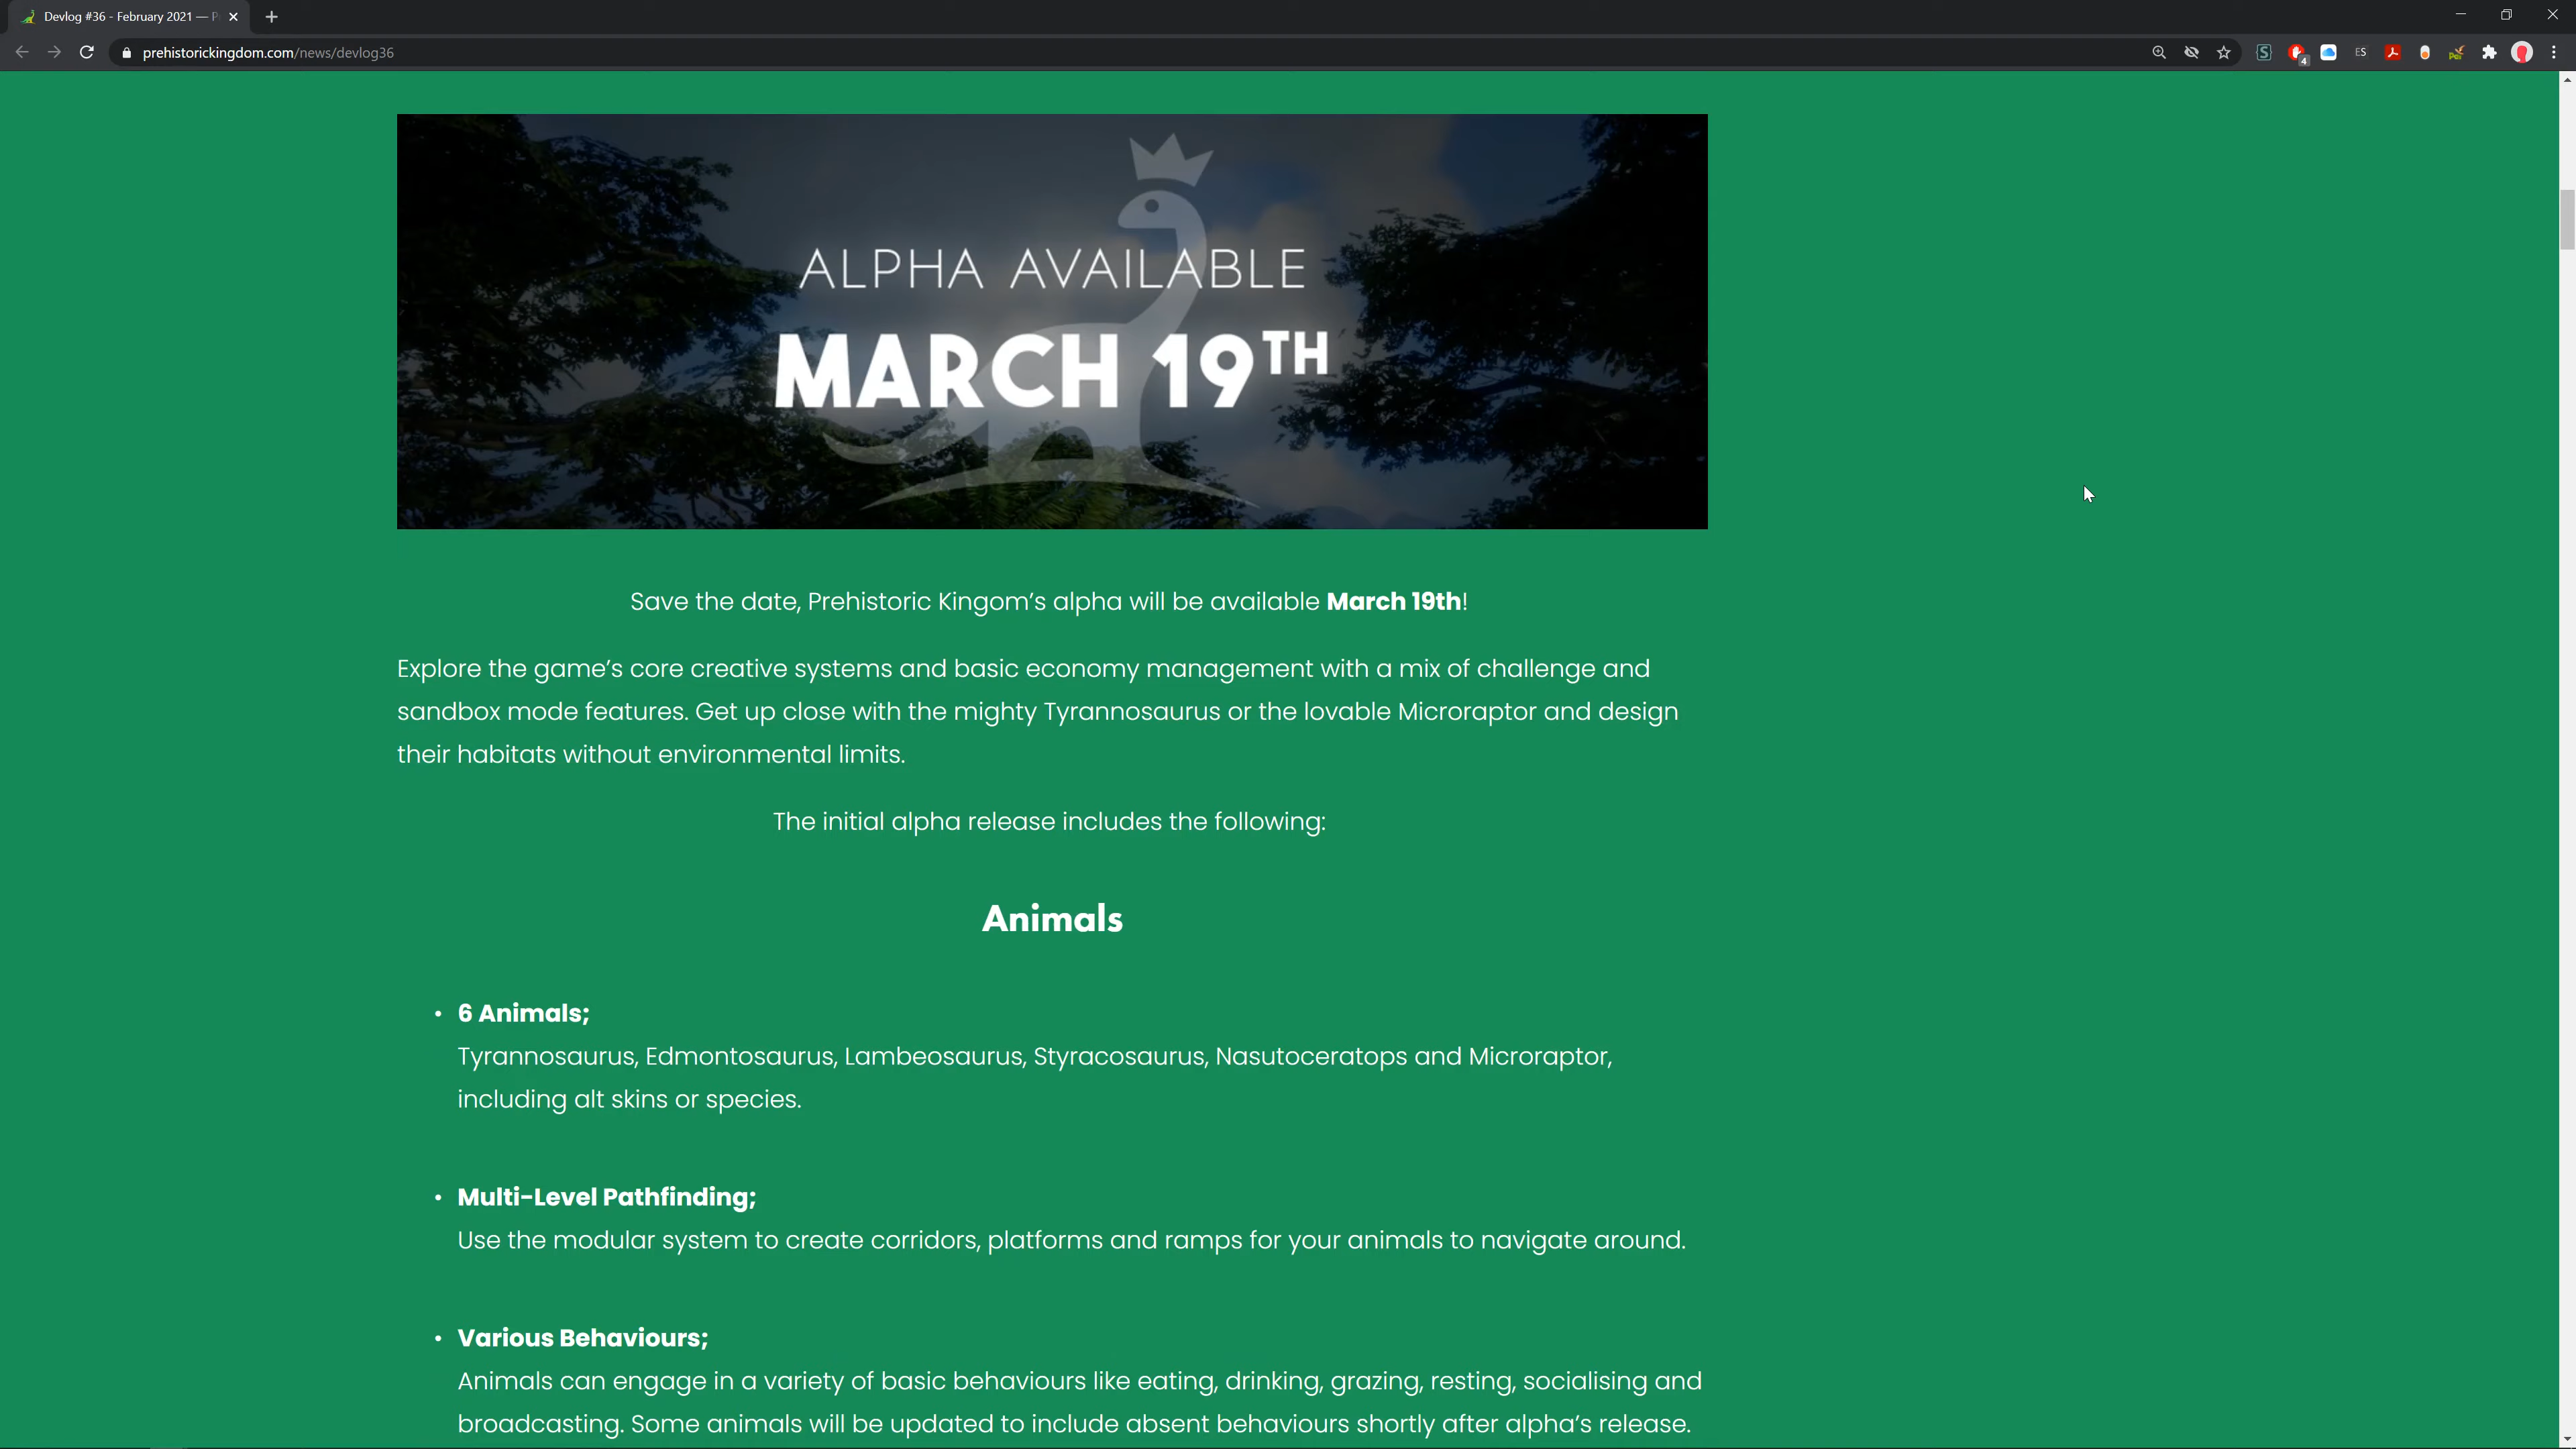 Devlog #36 - February 2021 —
prehistorickingdom.com/news/devlog36
4
ES
ALPHA AVAILABLE
MARCH 19TH
Save the date, Prehistoric Kingom's alpha will be available March 19th!
Explore the game's core creative systems and basic economy management with a mix of challenge and
sandbox mode features. Get up close with the mighty Tyrannosaurus or the lovable Microraptor and design
their habitats without environmental limits.
The initial alpha release includes the following:
Animals
• 6 Animals;
Tyrannosaurus, Edmontosaurus, Lambeosaurus, Styracosaurus, Nasutoceratops and Microraptor,
including alt skins or species.
• Multi-Level Pathfinding;
Use the modular system to create corridors, platforms and ramps for your animals to navigate around.
• Various Behaviours;
Animals can engage in a variety of basic behaviours like eating, drinking, grazing, resting, socialising and
broadcasting. Some animals will be updated to include absent behaviours shortly after alpha's release.